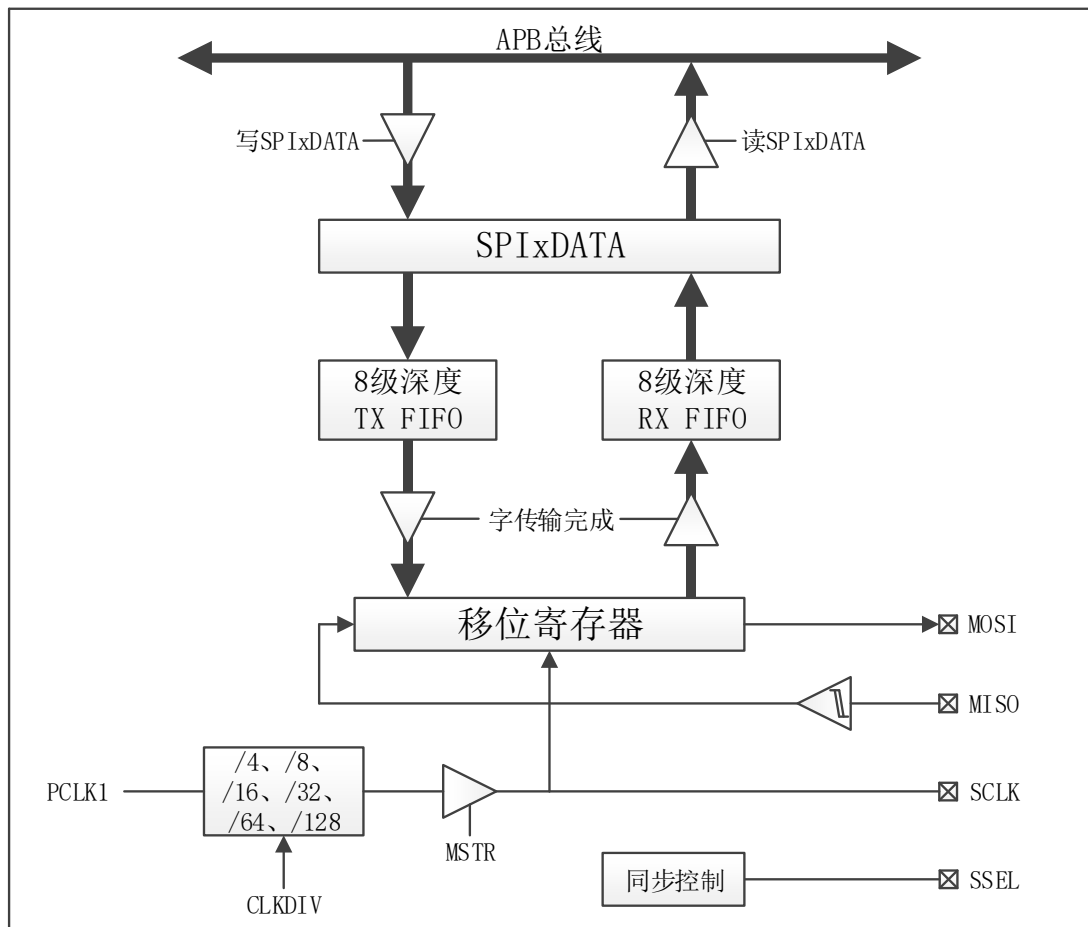 APB总线
写SPIxDATA
读SPIxDATA
SPIxDATA
8级深度
TX FIFO
8级深度
RX FIFO
字传输完成
移位寄存器
MOSI
MISO
PCLK1
/4、/8、
/16、/32、
/64、/128
MSTR
SCLK
CLKDIV
同步控制
SSEL